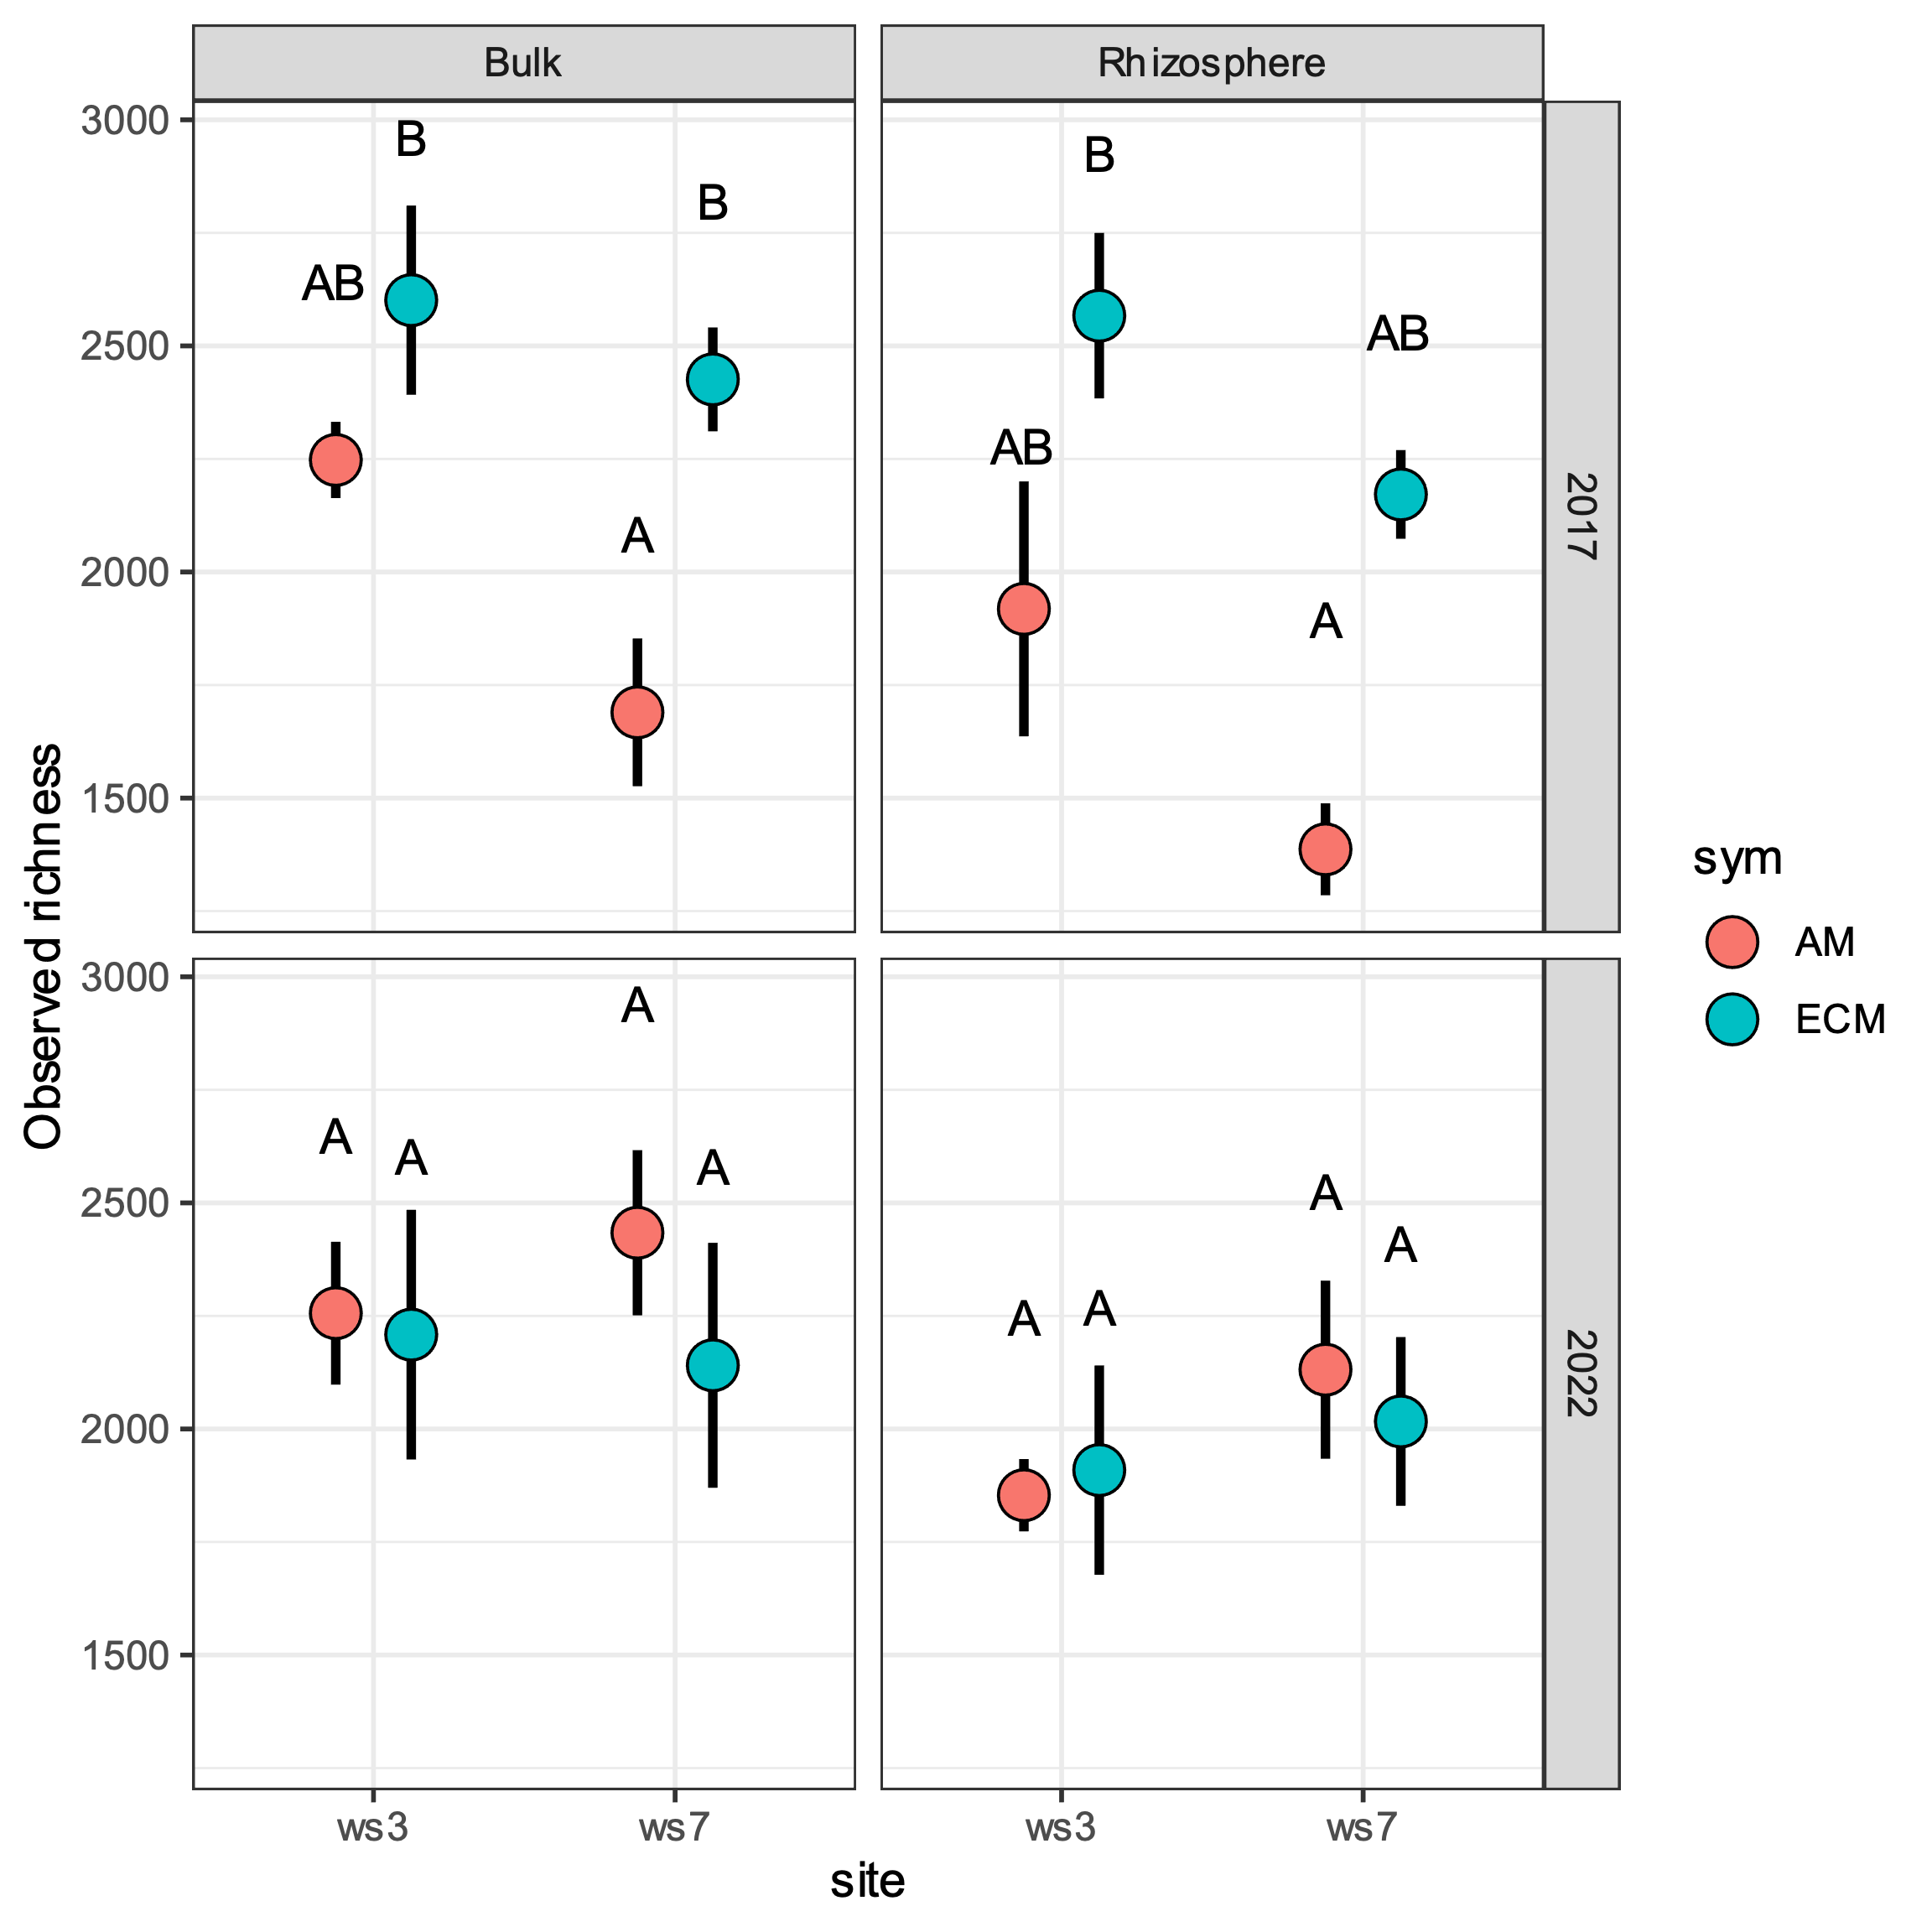 Bulk
Rhizosphere
3000
2500
2000
1500
B
B
AB
A
B
AB
AB
A
2017
Observed richness
3000
2500
2000
1500
A
A
A
A
A
A
A
A
2022
ws3
ws7
ws3
ws7
site
sym
AM
ECM